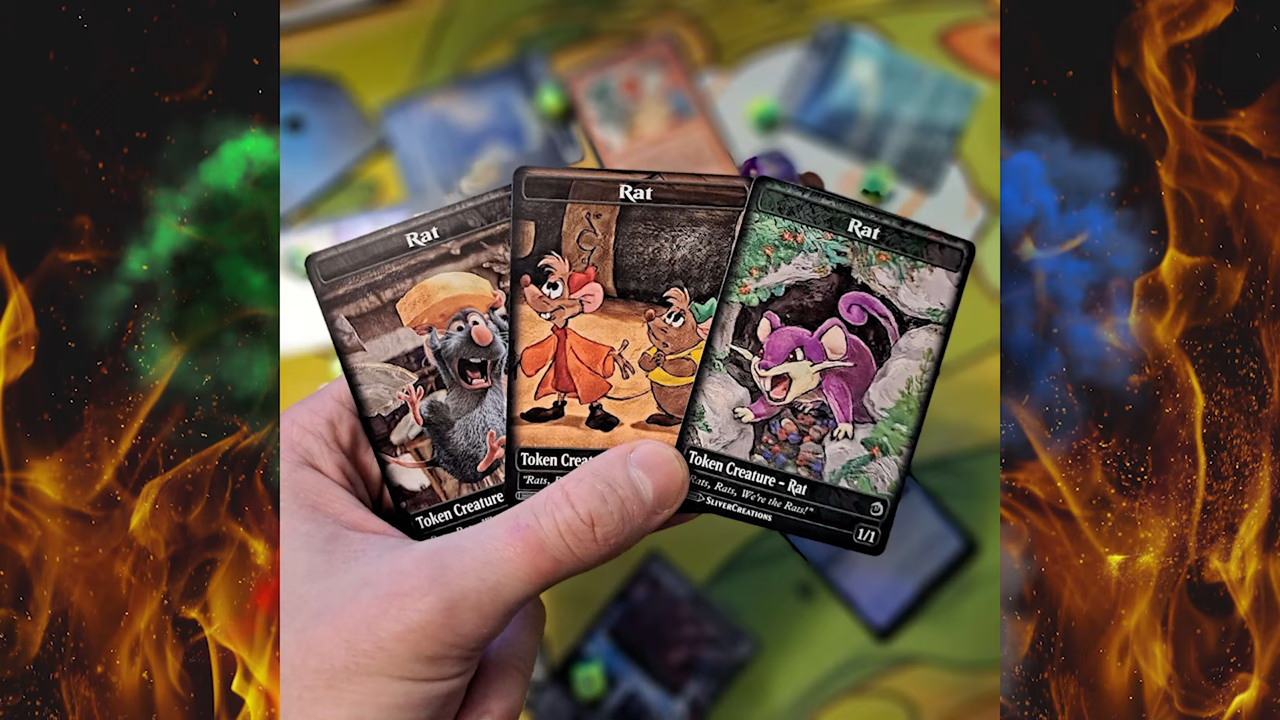 Rat
Token Creature
Rat
Token Crea
"Rats,
Rat
Token Creature – Rat
Rats, Rats, We're the Rats!"
SliverCreations
1/1